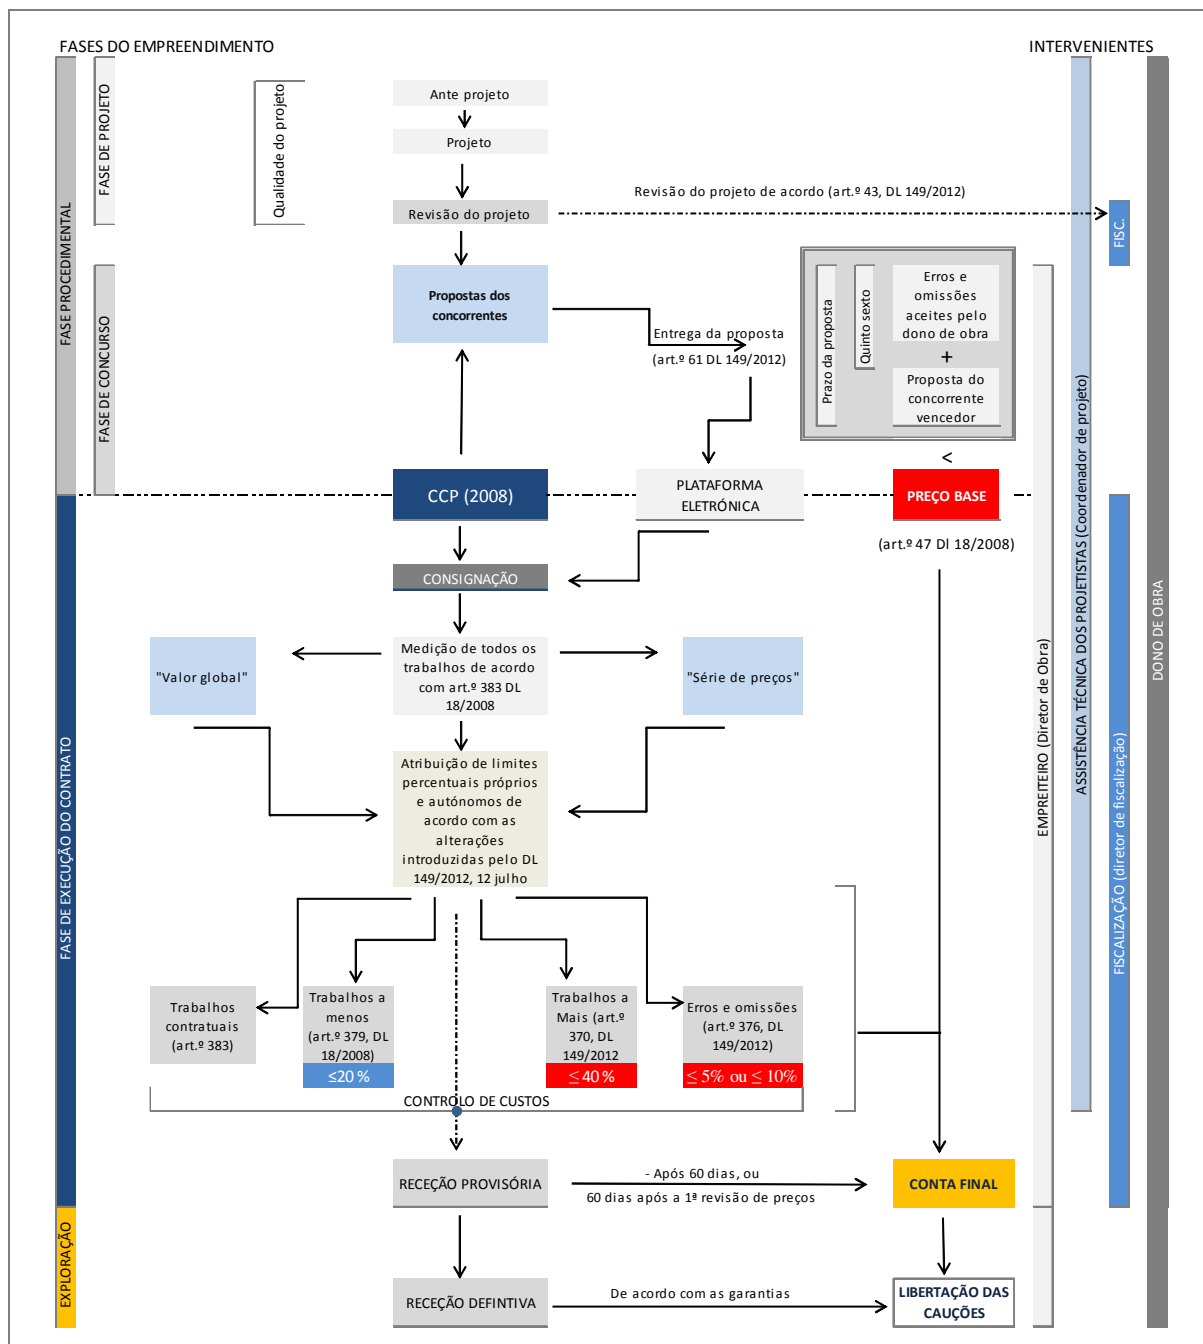 FASES DO EMPREENDIMENTO
INTERVENIENTES
FASE PROCEDIMENTAL
FASE DE PROJETO
Qualidade do projeto
Ante projeto
Projeto
Revisão do projeto
Revisão do projeto de acordo (art.º 43, DL 149/2012)
FISC.
DONO DE OBRA
ASSISTÊNCIA TÉCNICA DOS PROJETISTAS (Coordenador de projeto)
FASE DE CONCURSO
Propostas dos
concorrentes
Entrega da proposta
(art.º 61 DL 149/2012)
Prazo da proposta
Quinto sexto
Erros e
omissões
aceites pelo
dono de obra
+
Proposta do
concorrente
vencedor
<
CCP (2008)
PLATAFORMA
ELETRÓNICA
PREÇO BASE
(art.º 47 Dl 18/2008)
FASE DE EXECUÇÃO DO CONTRATO
EMPREITEIRO (Diretor de Obra)
FISCALIZAÇÃO (diretor de fiscalização)
CONSIGNAÇÃO
"Valor global"
Medição de todos os
trabalhos de acordo
com art.º 383 DL
18/2008
"Série de preços"
Atribuição de limites
percentuais próprios
e autónomos de
acordo com as
alterações
introduzidas pelo DL
149/2012, 12 julho
Trabalhos
contratuais
(art.º 383)
Trabalhos a
menos
(art.º 379, DL
18/2008)
≤20 %
Trabalhos a
Mais (art.º
370, DL
149/2012
≤ 40 %
Erros e omissões
(art.º 376, DL
149/2012)
≤ 5% ou ≤ 10%
CONTROLO DE CUSTOS
RECEÇÃO PROVISÓRIA
- Após 60 dias, ou
60 dias após a 1ª revisão de preços
CONTA FINAL
EXPLORAÇÃO
RECEÇÃO DEFINTIVA
De acordo com as garantias
LIBERTAÇÃO DAS
CAUÇÕES